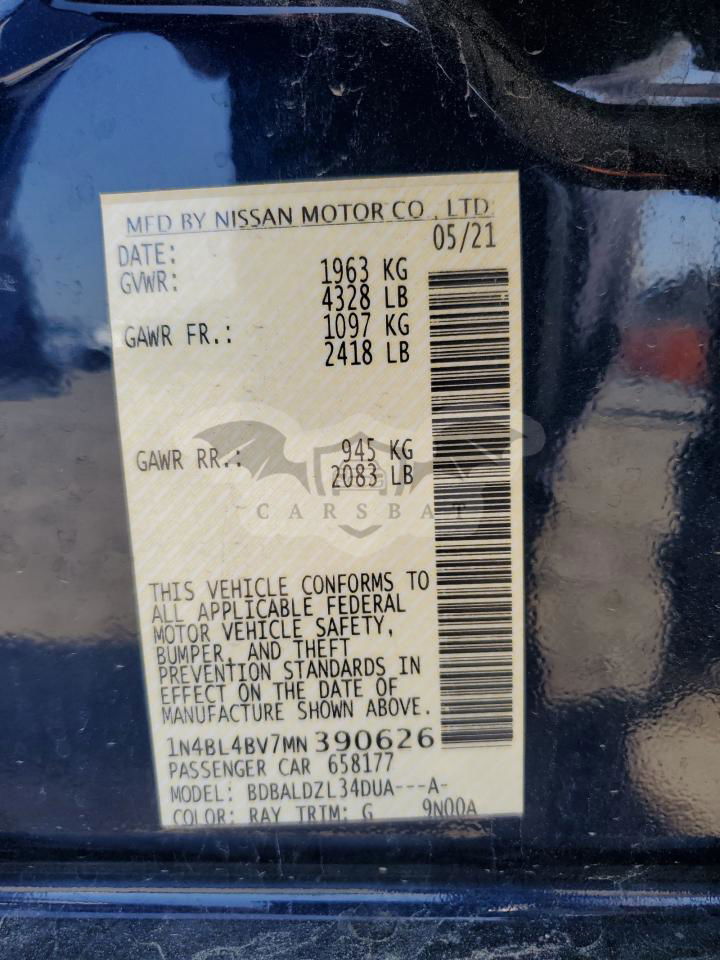 MFD BY NISSAN MOTOR CO., LTD
DATE: 05/21
GVWR: 1963 KG
4328 LB
GAWR FR.: 1097 KG
2418 LB
GAWR RR.: 945 KG
2083 LB
CARSBAT
THIS VEHICLE CONFORMS TO
ALL APPLICABLE FEDERAL
MOTOR VEHICLE SAFETY,
BUMPER, AND THEFT
PREVENTION STANDARDS IN
EFFECT ON THE DATE OF
MANUFACTURE SHOWN ABOVE.
1N4BL4BV7MN390626
PASSENGER CAR 658177
MODEL: BDBALDZL34DUA---A-
COLOR: RAY TRIM: G 9N00A